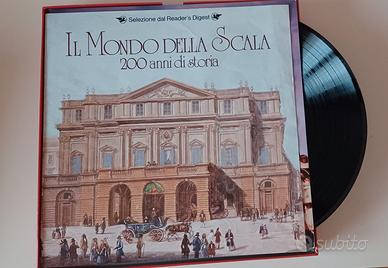 Selezione dal Reader's Digest
IL MONDO DELLA SCALA
200 anni di storia
subito